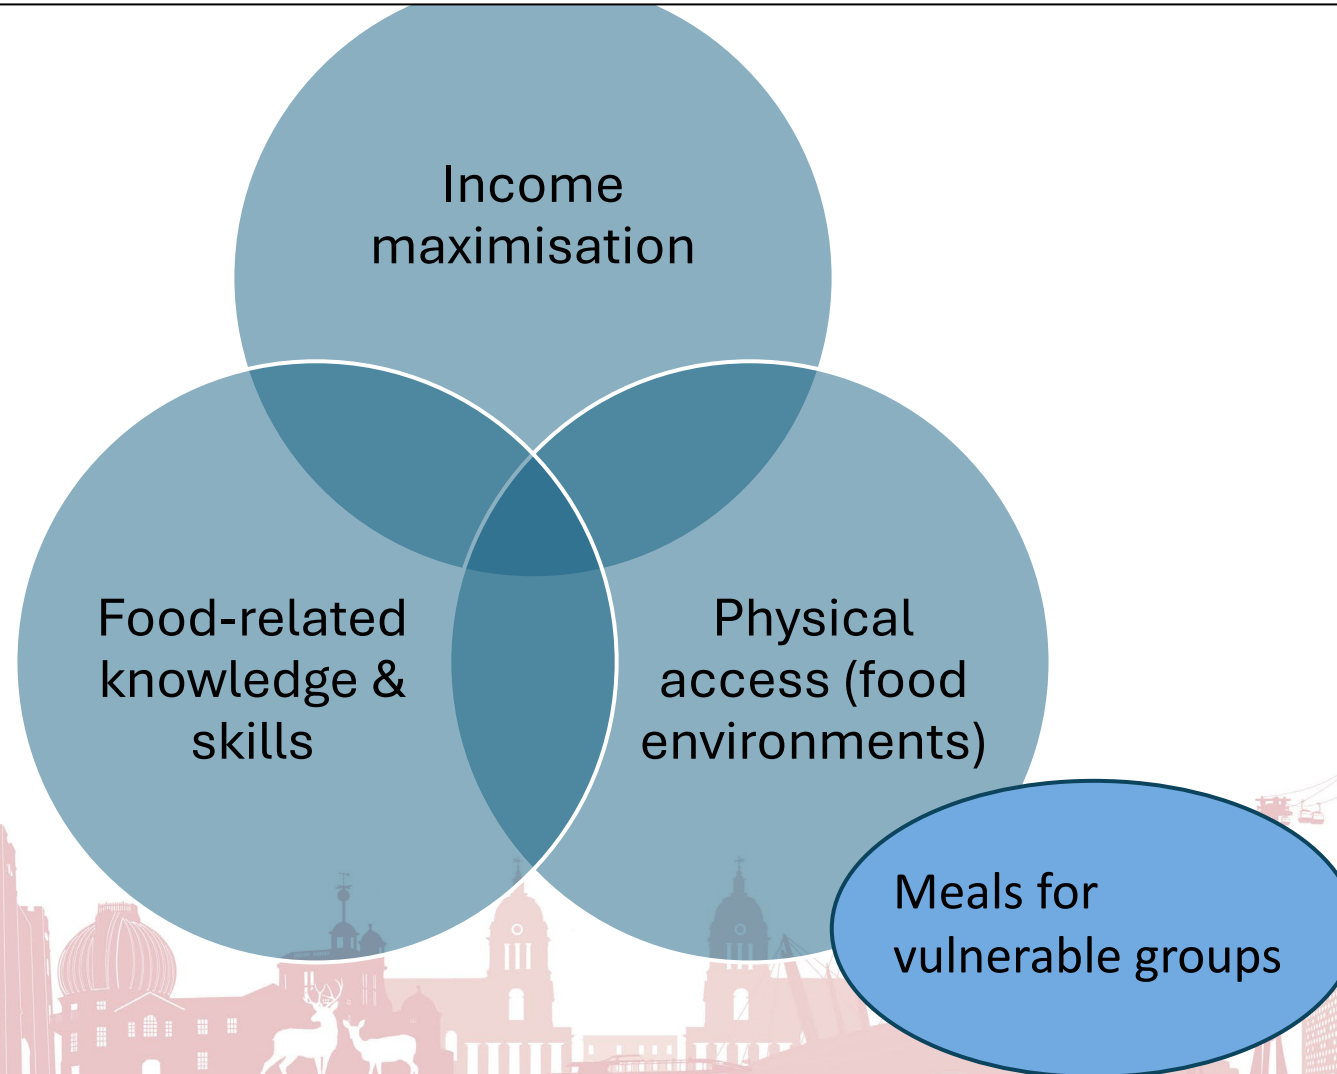 Income
maximisation
Food-related
knowledge &
skills
Physical
access (food
environments)
Meals for
vulnerable groups